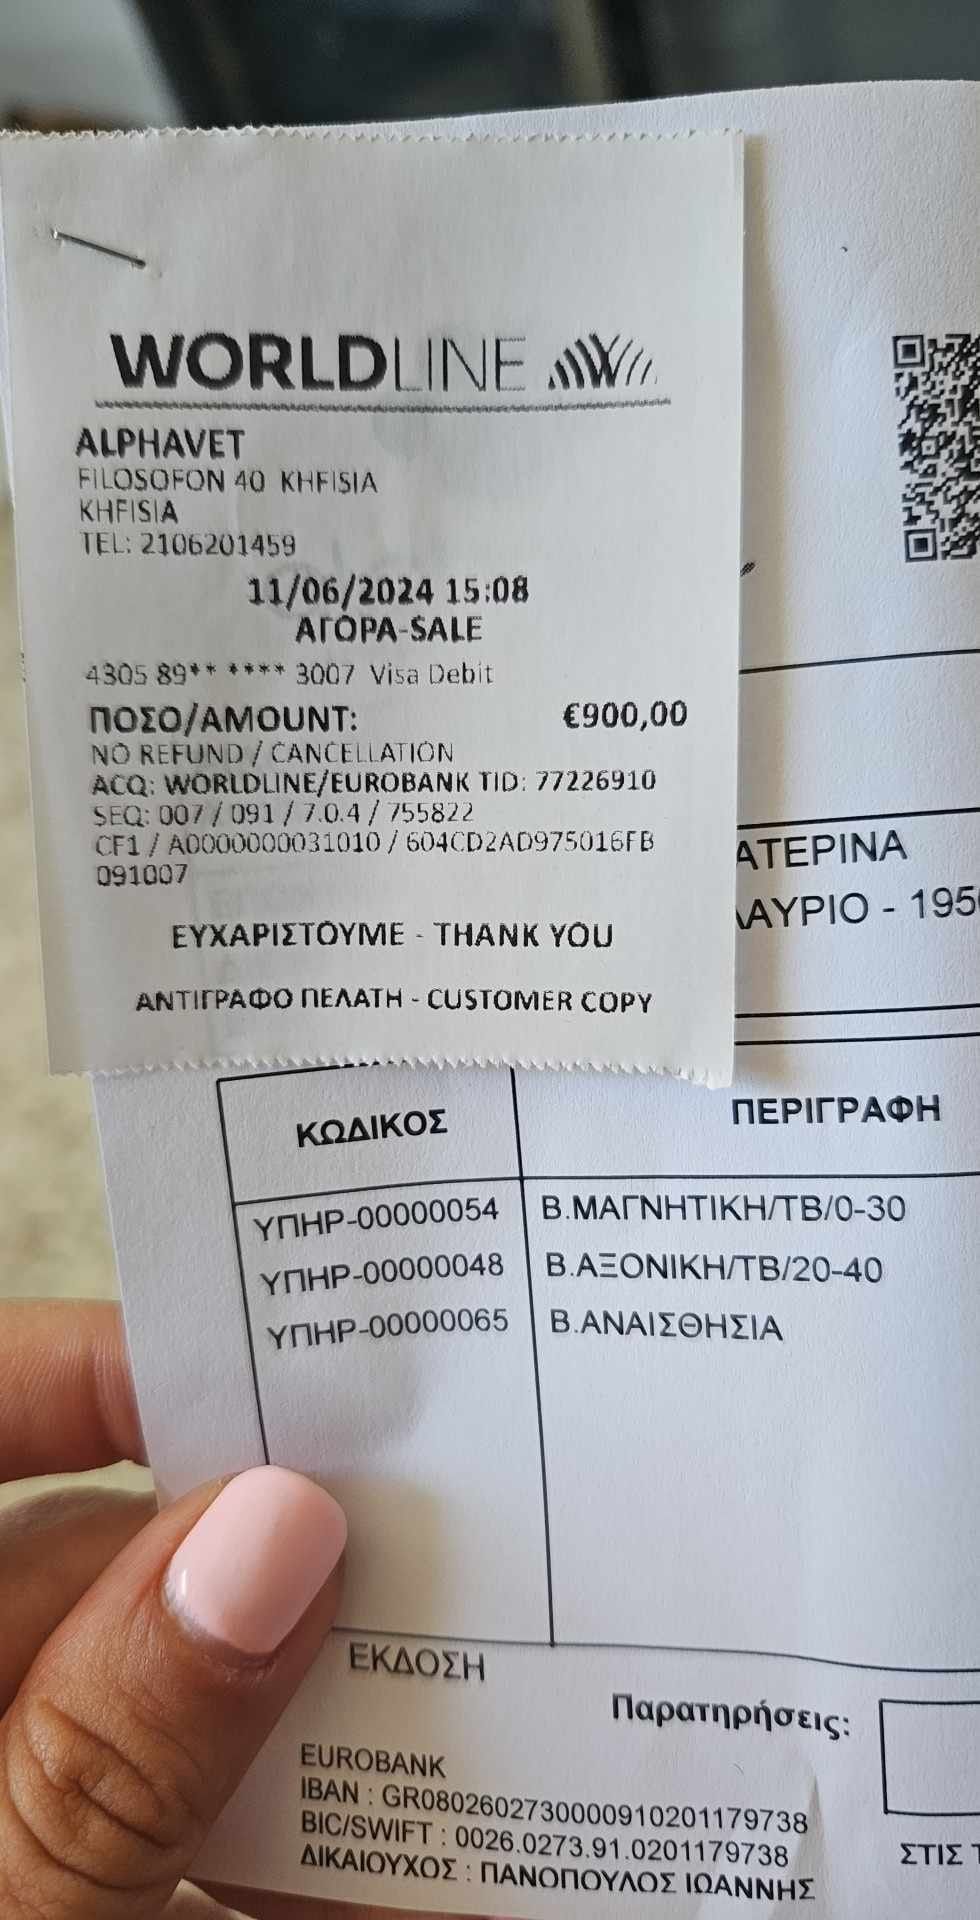 WORLDLINE
ALPHAVET
FILOSOFON 40 KHFISIA
KHFISIA
TEL: 2106201459
11/06/2024 15:08
ΑΓΟΡΑ-SALE
4305 89** **** 3007 Visa Debit
ΠΟΣΟ/AMOUNT: €900,00
NO REFUND / CANCELLATION
ACQ: WORLDLINE/EUROBANK TID: 77226910
SEQ: 007 / 091 / 7.0.4 / 755822
CF1 / A0000000031010 / 604CD2AD975016FB
091007
ΕΥΧΑΡΙΣΤΟΥΜΕ - THANK YOU
ΑΝΤΙΓΡΑΦΟ ΠΕΛΑΤΗ - CUSTOMER COPY
ΑΤΕΡΙΝΑ
ΑΥΡΙΟ - 195
ΚΩΔΙΚΟΣ ΠΕΡΙΓΡΑΦΗ
ΥΠΗΡ-00000054 Β.ΜΑΓΝΗΤΙΚΗ/ΤΒ/0-30
ΥΠΗΡ-00000048 Β.ΑΞΟΝΙΚΗ/ΤΒ/20-40
ΥΠΗΡ-00000065 Β.ΑΝΑΙΣΘΗΣΙΑ
ΕΚΔΟΣΗ
Παρατηρήσεις:
EUROBANK
IBAN : GR0802602730000910201179738
BIC/SWIFT : 0026.0273.91.0201179738
ΔΙΚΑΙΟΥΧΟΣ : ΠΑΝΟΠΟΥΛΟΣ ΙΩΑΝΝΗΣ
ΣΤΙΣ